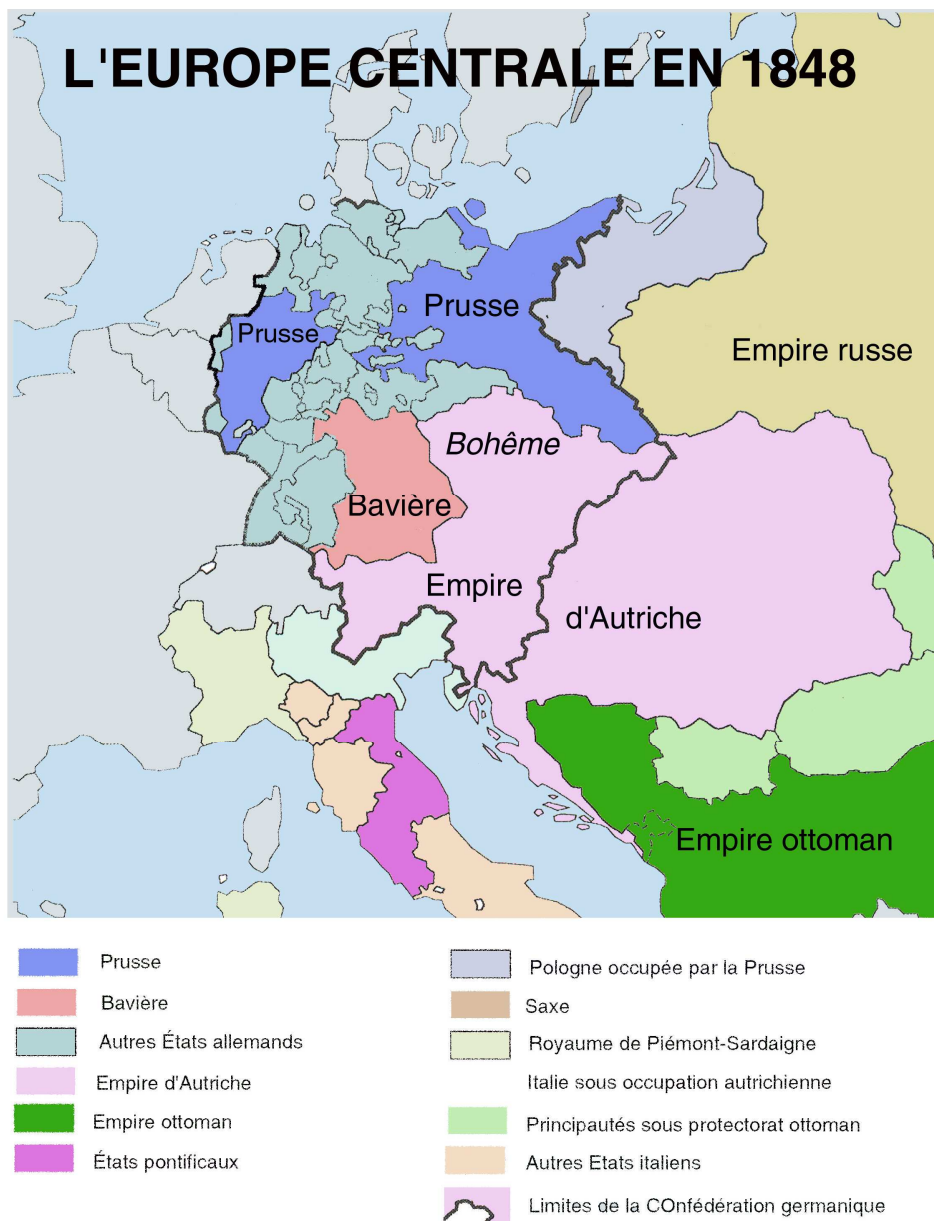 L'EUROPE CENTRALE EN 1848
Prusse
Prusse
Empire russe
Bohême
Bavière
Empire
d'Autriche
Empire ottoman
Prusse
Bavière
Autres États allemands
Empire d'Autriche
Empire ottoman
États pontificaux
Pologne occupée par la Prusse
Saxe
Royaume de Piémont-Sardaigne
Italie sous occupation autrichienne
Principautés sous protectorat ottoman
Autres Etats italiens
Limites de la COnfédération germanique